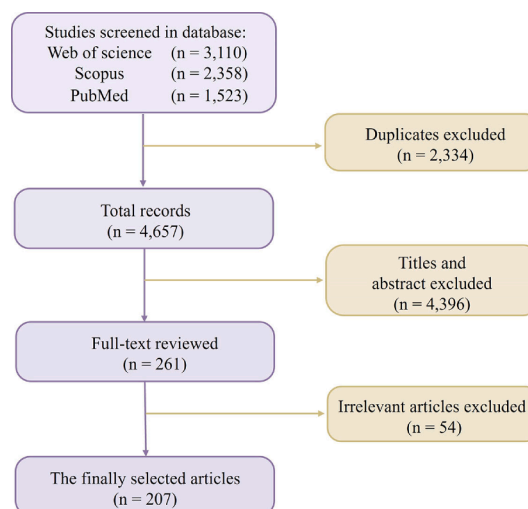 Studies screened in database:
Web of science (n = 3,110)
Scopus (n = 2,358)
PubMed (n = 1,523)
Duplicates excluded
(n = 2,334)
Total records
(n = 4,657)
Titles and
abstract excluded
(n = 4,396)
Full-text reviewed
(n = 261)
Irrelevant articles excluded
(n = 54)
The finally selected articles
(n = 207)